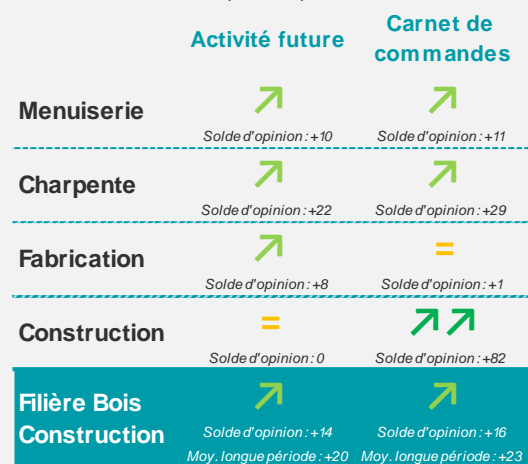 Activité future
Carnet de
commandes
Menuiserie
Solde d'opinion : +10
Solde d'opinion : +11
Charpente
Solde d'opinion : +22
Solde d'opinion : +29
Fabrication
=
Solde d'opinion : +8
Solde d'opinion : +1
Construction
=
Solde d'opinion : 0
Solde d'opinion : +82
Filière Bois
Construction
Solde d'opinion : +14
Solde d'opinion : +16
Moy. longue période : +20
Moy. longue période : +23